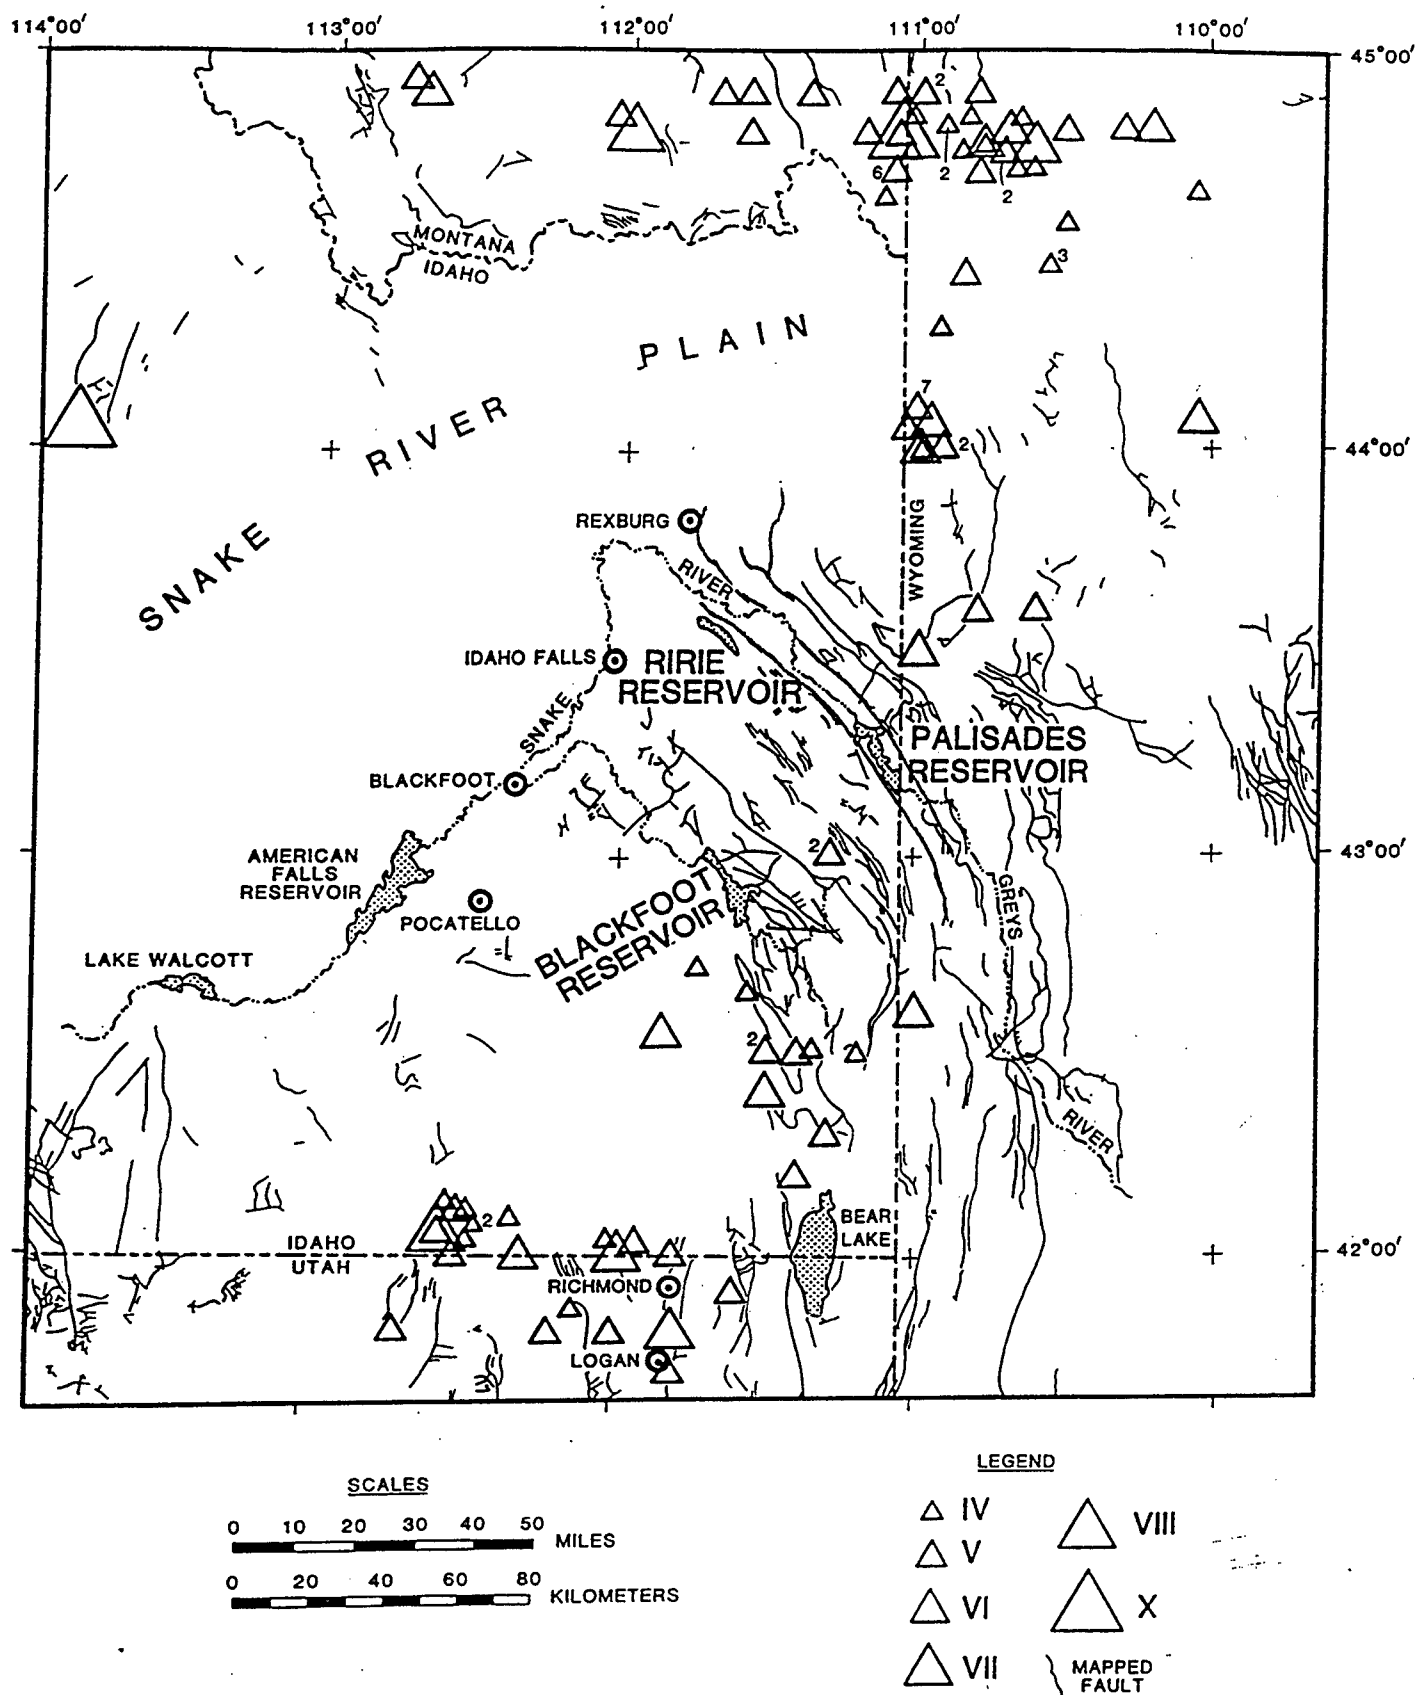 114°00′ 113°00′ 112°00′ 111°00′ 110°00′
45°00′
2
6
2
2
3
MONTANA
IDAHO
PLAIN
RIVER
SNAKE
7
2
44°00′
REXBURG
RIVER
WYOMING
IDAHO FALLS
RIRIE
RESERVOIR
SNAKE
PALISADES
RESERVOIR
BLACKFOOT
2
43°00′
AMERICAN
FALLS
RESERVOIR
POCATELLO
BLACKFOOT
RESERVOIR
GREYS
LAKE WALCOTT
2
RIVER
2
BEAR
LAKE
IDAHO
UTAH
42°00′
RICHMOND
LOGAN
SCALES
0 10 20 30 40 50
MILES
0 20 40 60 80
KILOMETERS
LEGEND
IV
V
VI
VII
VIII
X
MAPPED
FAULT